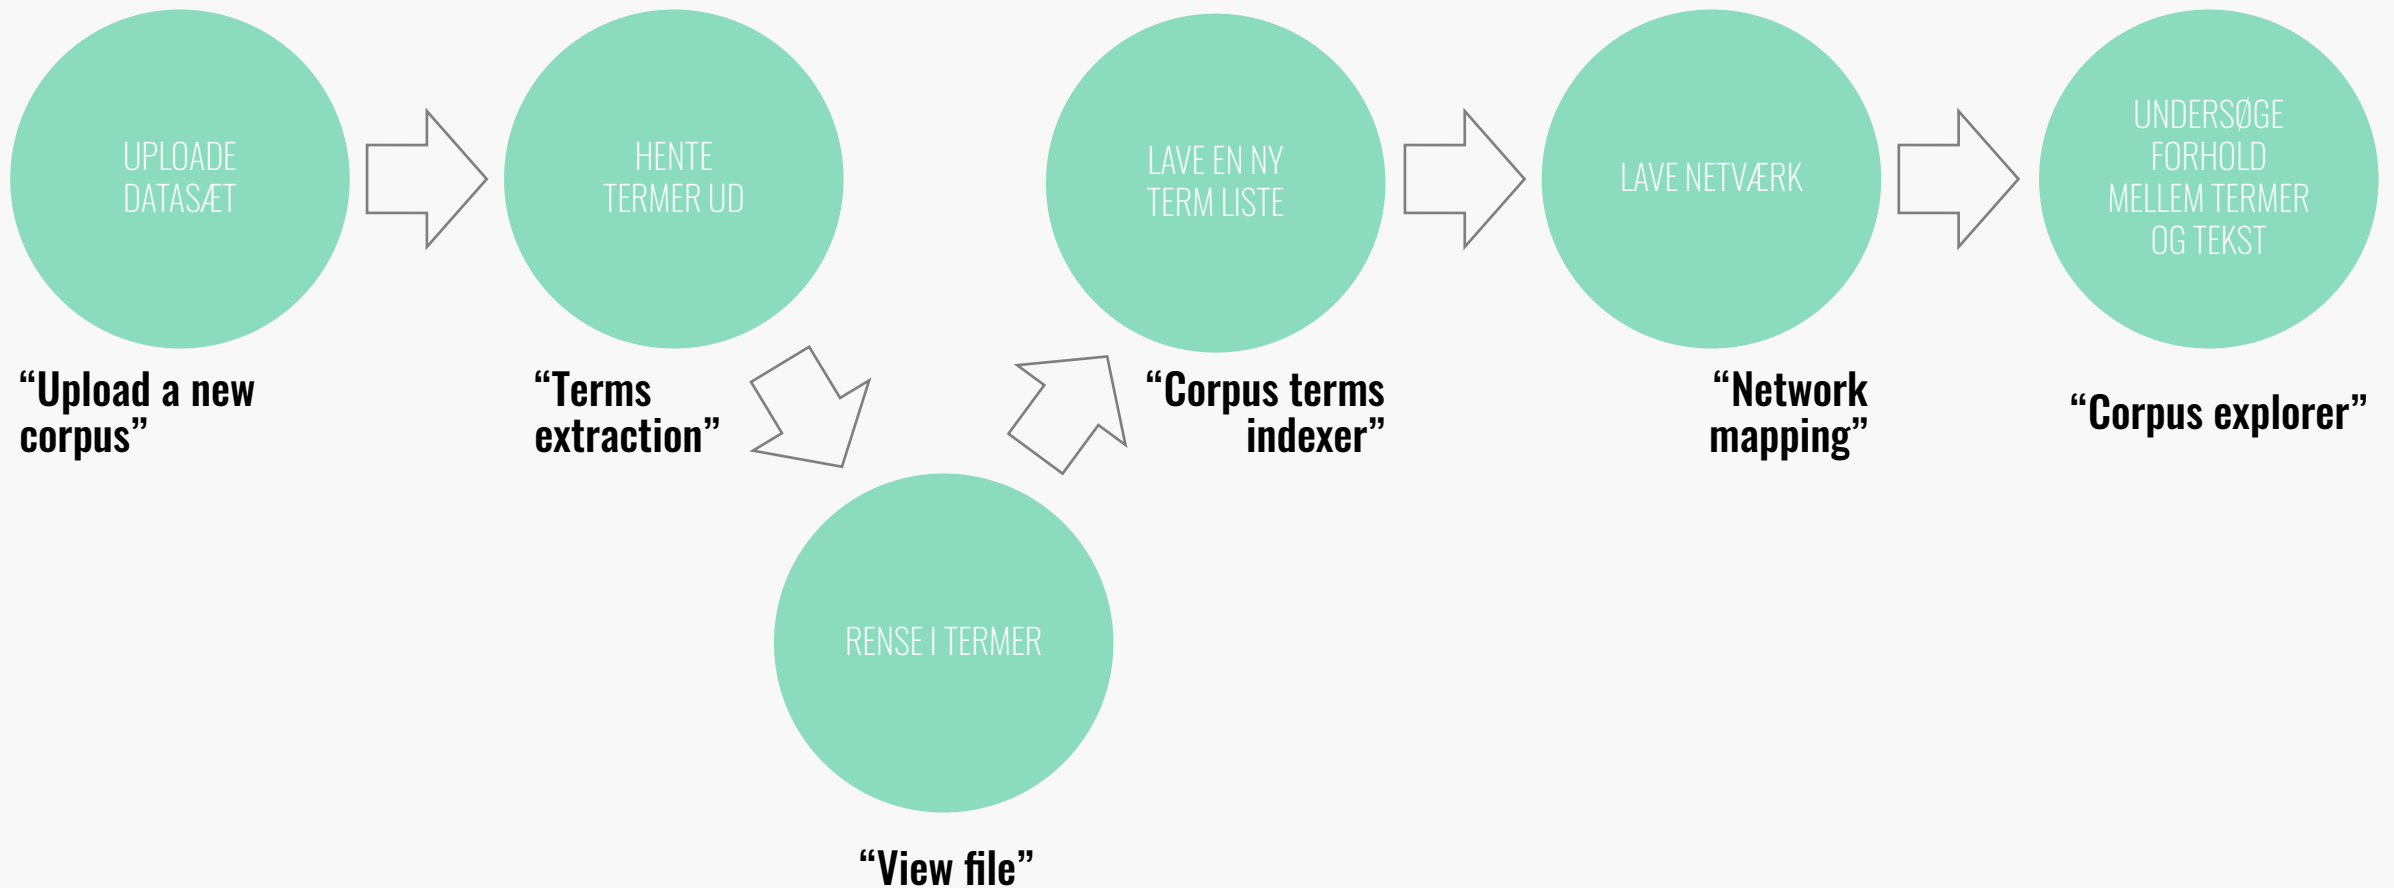 UPLOADE
DATASÆT
“Upload a new
corpus”
HENTE
TERMER UD
“Terms
extraction”
RENSE I TERMER
“View file”
LAVE EN NY
TERM LISTE
“Corpus terms
indexer”
LAVE NETVÆRK
“Network
mapping”
UNDERSØGE
FORHOLD
MELLEM TERMER
OG TEKST
“Corpus explorer”